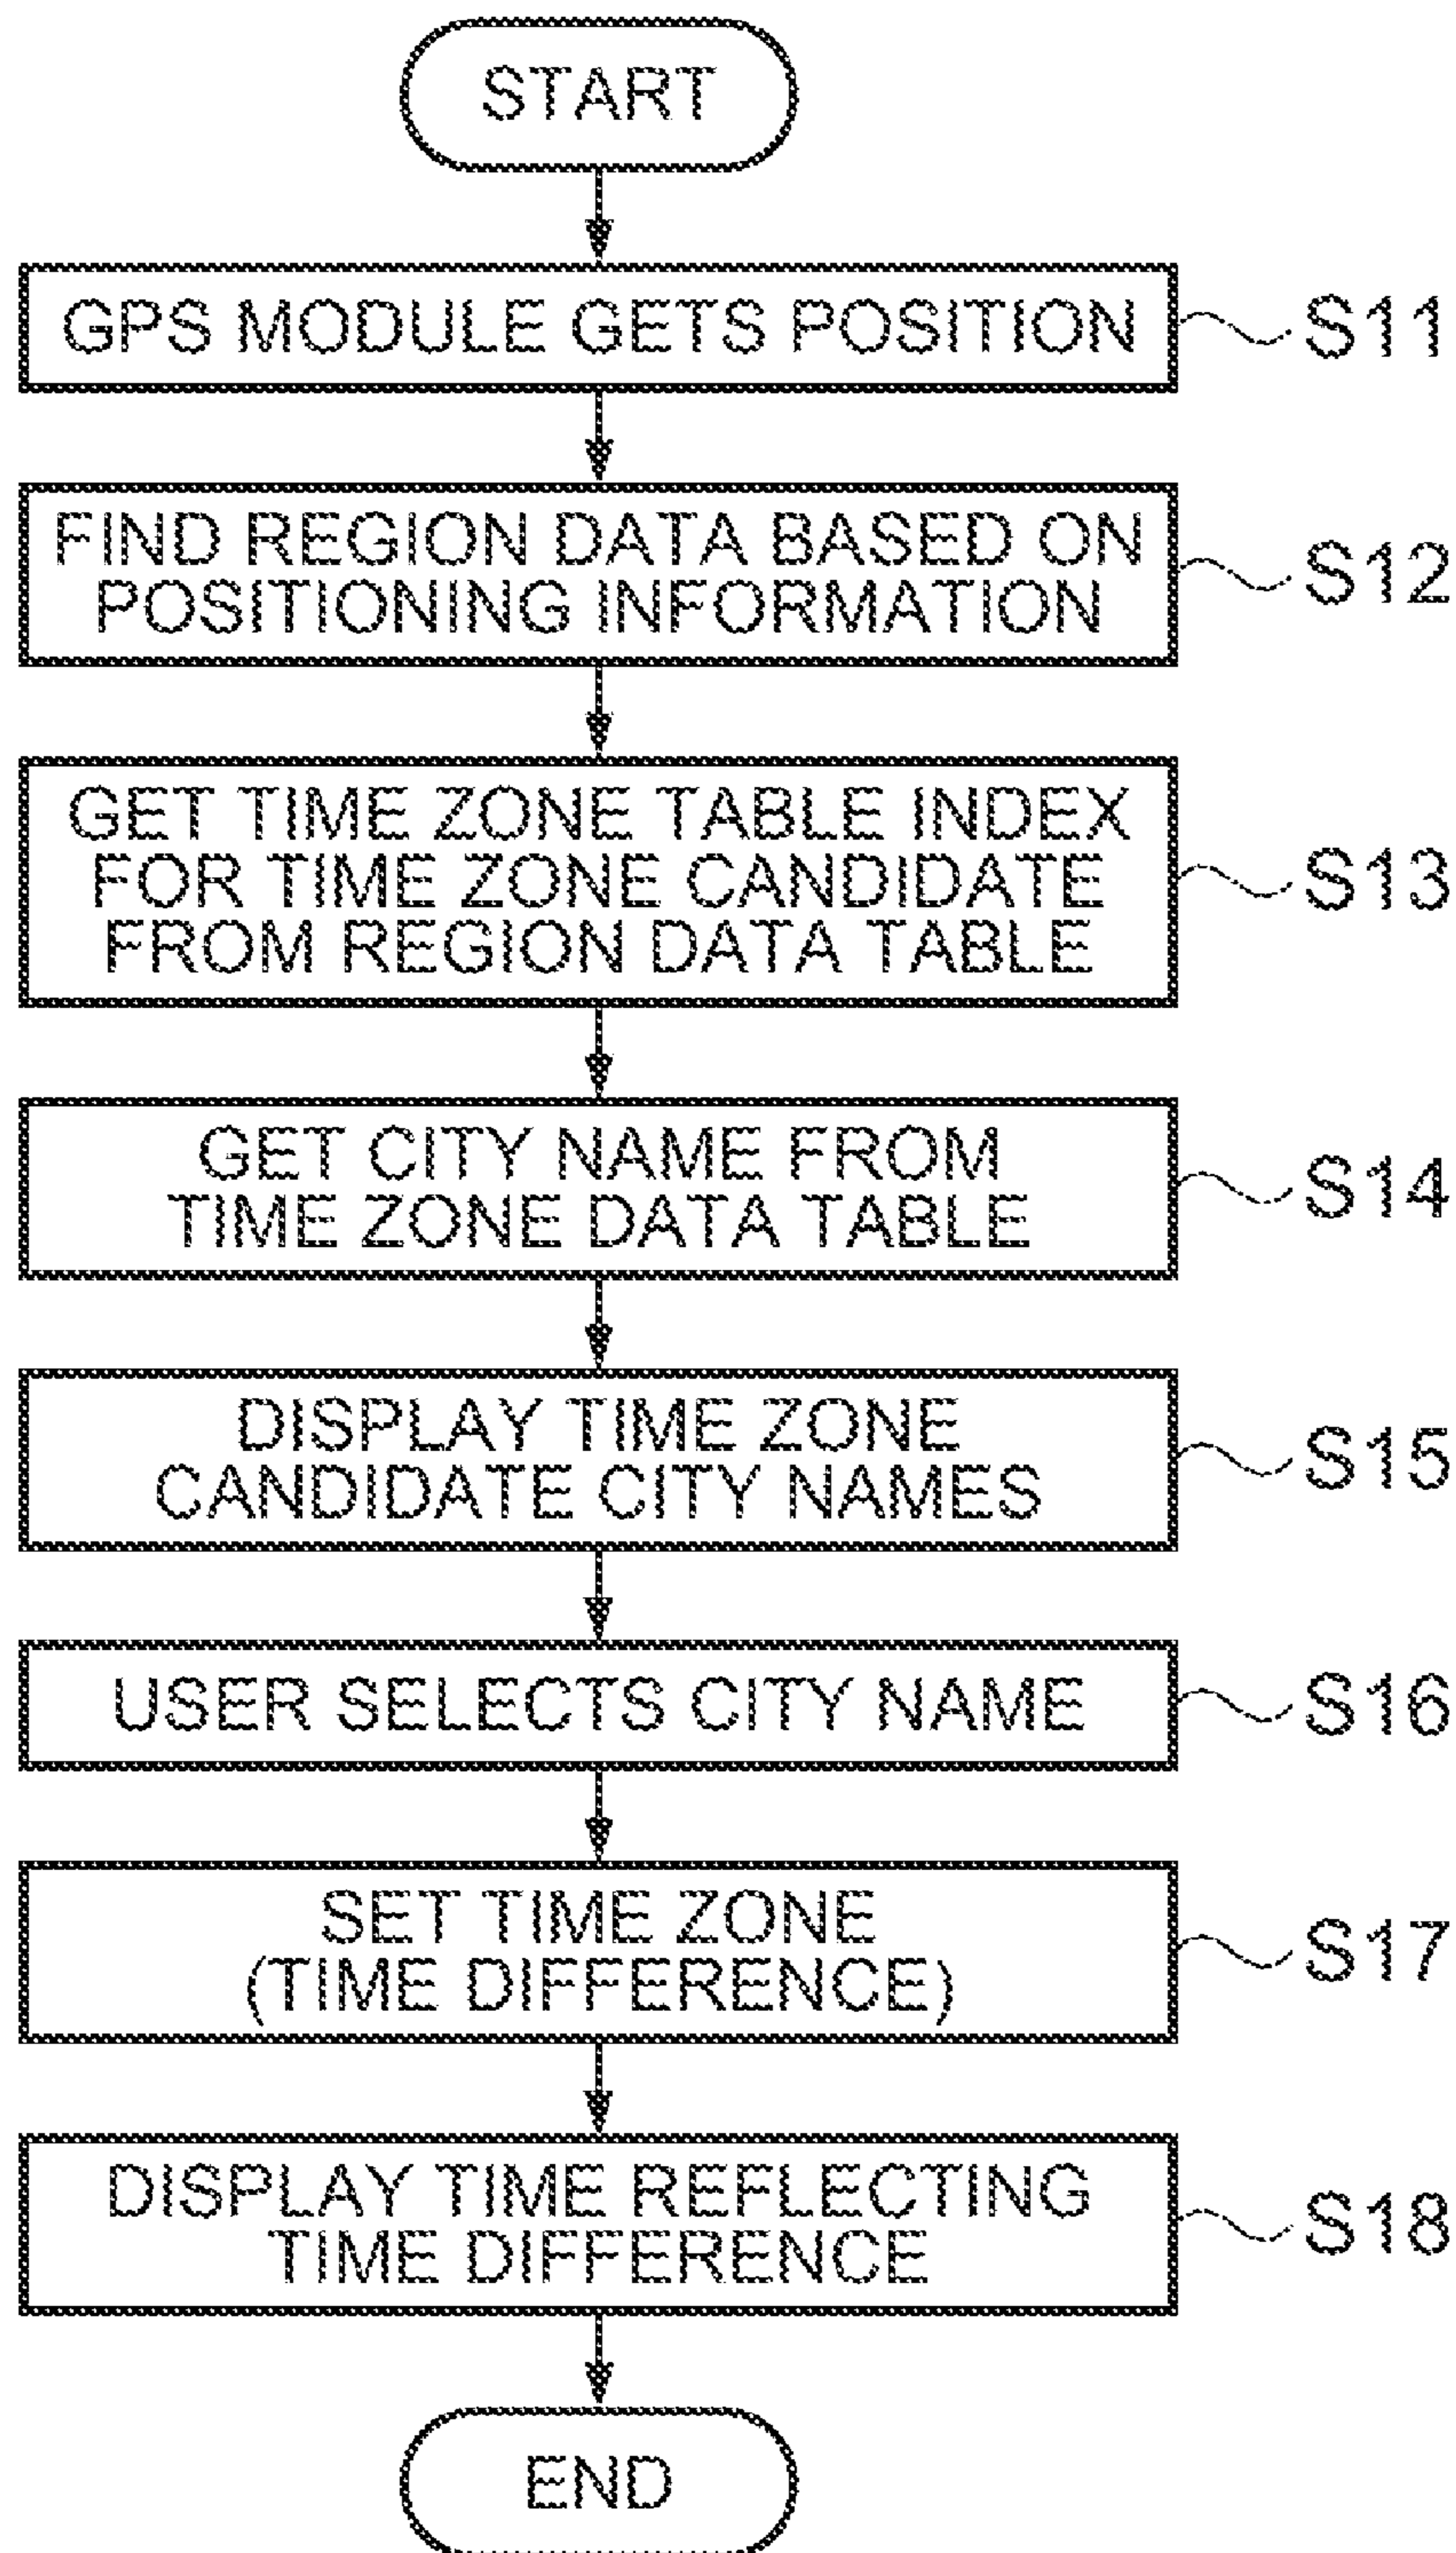 START
GPS MODULE GETS POSITION
S11
FIND REGION DATA BASED ON
POSITIONING INFORMATION
S12
GET TIME ZONE TABLE INDEX
FOR TIME ZONE CANDIDATE
FROM REGION DATA TABLE
S13
GET CITY NAME FROM
TIME ZONE DATA TABLE
S14
DISPLAY TIME ZONE
CANDIDATE CITY NAMES
S15
USER SELECTS CITY NAME
S16
SET TIME ZONE
(TIME DIFFERENCE)
S17
DISPLAY TIME REFLECTING
TIME DIFFERENCE
S18
END